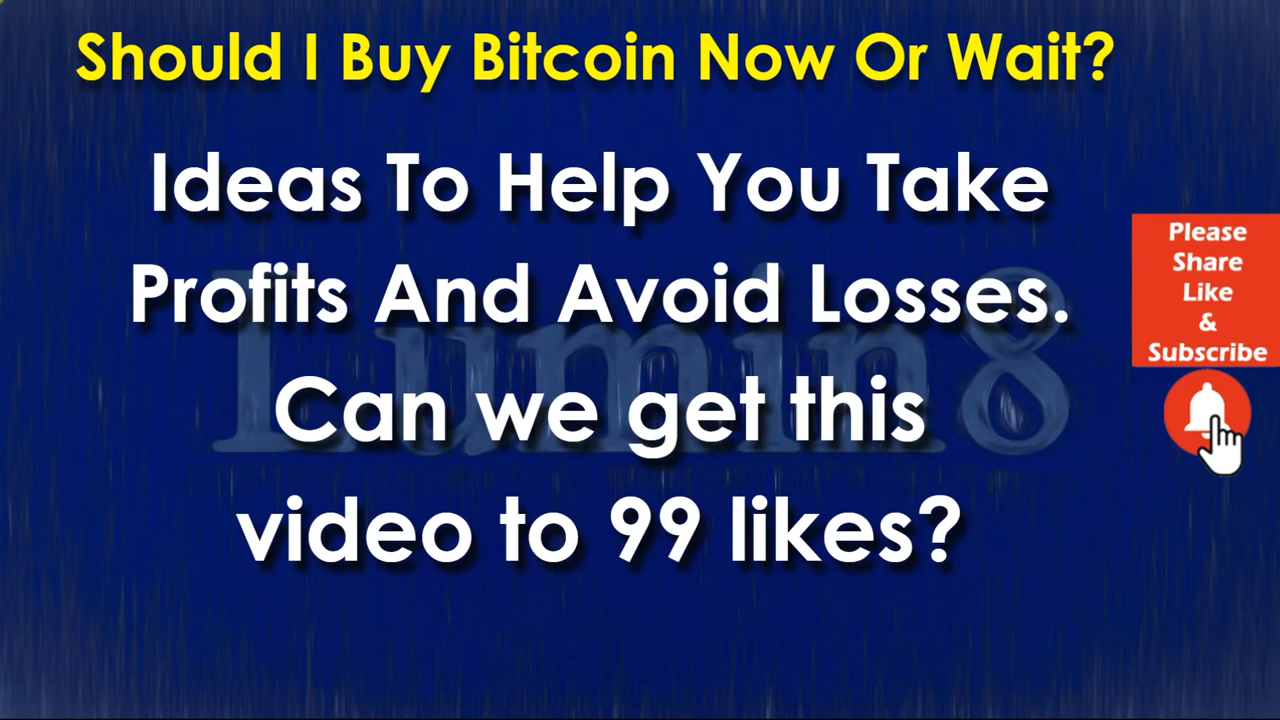 Should I Buy Bitcoin Now Or Wait?
Ideas To Help You Take
Profits And Avoid Losses.
Lumin8
Can we get this
video to 99 likes?
Please
Share
Like
&
Subscribe